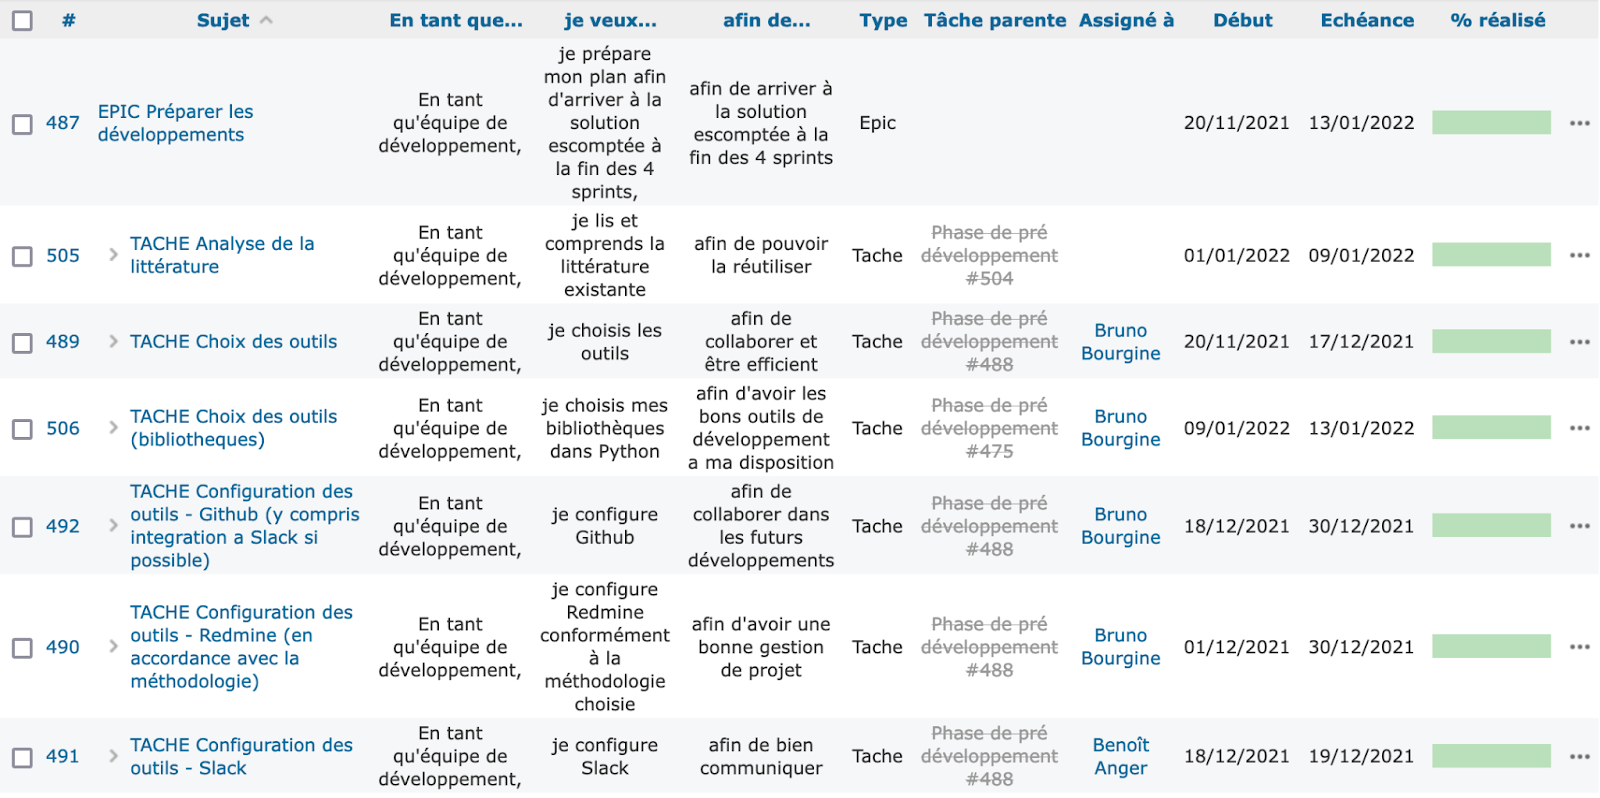 # Sujet En tant que... je veux... afin de... Type Tâche parente Assigné à Début Echéance % réalisé
487
EPIC Préparer les
développements
En tant
qu'équipe de
développement,
je prépare
mon plan afin
d'arriver à la
solution
escomptée à
la fin des 4
sprints,
afin de arriver à
la solution
escomptée à la
fin des 4 sprints
Epic
20/11/2021
13/01/2022
505
TACHE Analyse de la
littérature
En tant
qu'équipe de
développement,
je lis et
comprends la
littérature
existante
afin de pouvoir
la réutiliser
Tache
Phase de pré
développement
#504
01/01/2022
09/01/2022
489
TACHE Choix des outils
En tant
qu'équipe de
développement,
je choisis les
outils
afin de
collaborer et
être efficient
Tache
Phase de pré
développement
#488
Bruno
Bourgine
20/11/2021
17/12/2021
506
TACHE Choix des outils
(bibliotheques)
En tant
qu'équipe de
développement,
je choisis mes
bibliothèques
dans Python
afin d'avoir les
bons outils de
développement
a ma disposition
Tache
Phase de pré
développement
#475
Bruno
Bourgine
09/01/2022
13/01/2022
492
TACHE Configuration des
outils - Github (y compris
integration a Slack si
possible)
En tant
qu'équipe de
développement,
je configure
Github
afin de
collaborer dans
les futurs
développements
Tache
Phase de pré
développement
#488
Bruno
Bourgine
18/12/2021
30/12/2021
490
TACHE Configuration des
outils - Redmine (en
accordance avec la
méthodologie)
En tant
qu'équipe de
développement,
je configure
Redmine
conformément
à la
méthodologie
choisie
afin d'avoir une
bonne gestion
de projet
Tache
Phase de pré
développement
#488
Bruno
Bourgine
01/12/2021
30/12/2021
491
TACHE Configuration des
outils - Slack
En tant
qu'équipe de
développement,
je configure
Slack
afin de bien
communiquer
Tache
Phase de pré
développement
#488
Benoît
Anger
18/12/2021
19/12/2021